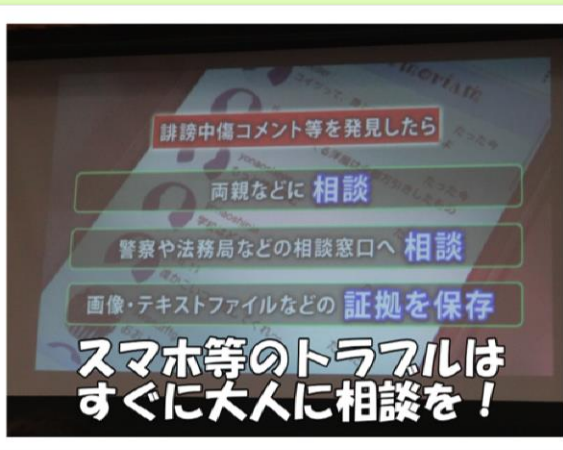 誹謗中傷コメント等を発見したら
両親などに 相談
警察や法務局などの相談窓口へ 相談
画像・テキストファイルなどの 証拠を保存
スマホ等のトラブルは
すぐに大人に相談を！